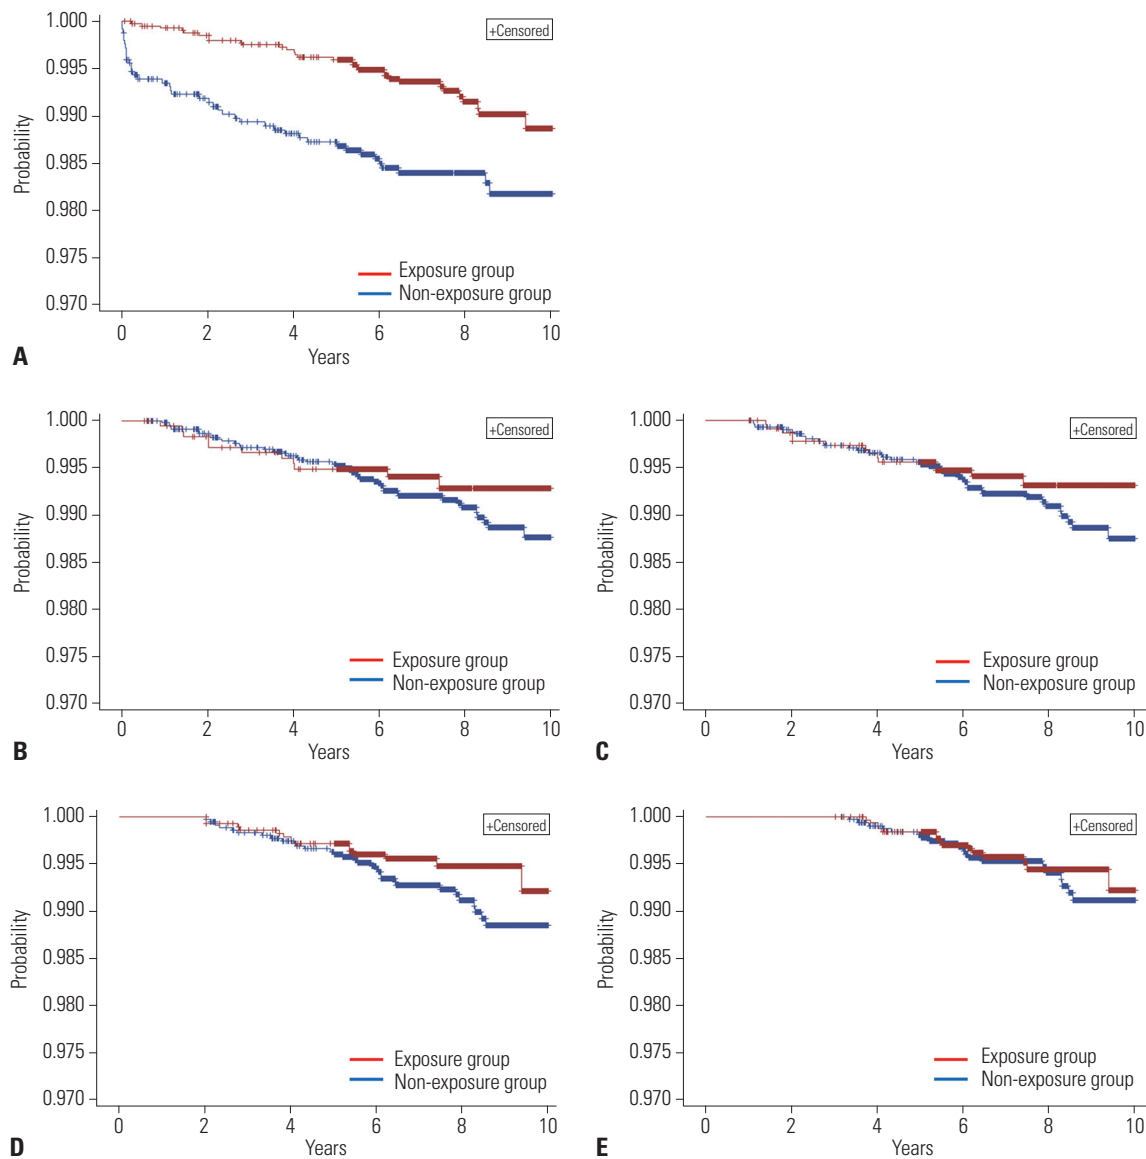 1.000
0.995
0.990
0.985
0.980
0.975
0.970
Probability
+Censored
Exposure group
Non-exposure group
0 2 4 6 8 10
Years
A
1.000
0.995
0.990
0.985
0.980
0.975
0.970
Probability
+Censored
Exposure group
Non-exposure group
0 2 4 6 8 10
Years
B
1.000
0.995
0.990
0.985
0.980
0.975
0.970
Probability
+Censored
Exposure group
Non-exposure group
0 2 4 6 8 10
Years
C
1.000
0.995
0.990
0.985
0.980
0.975
0.970
Probability
+Censored
Exposure group
Non-exposure group
0 2 4 6 8 10
Years
D
1.000
0.995
0.990
0.985
0.980
0.975
0.970
Probability
+Censored
Exposure group
Non-exposure group
0 2 4 6 8 10
Years
E